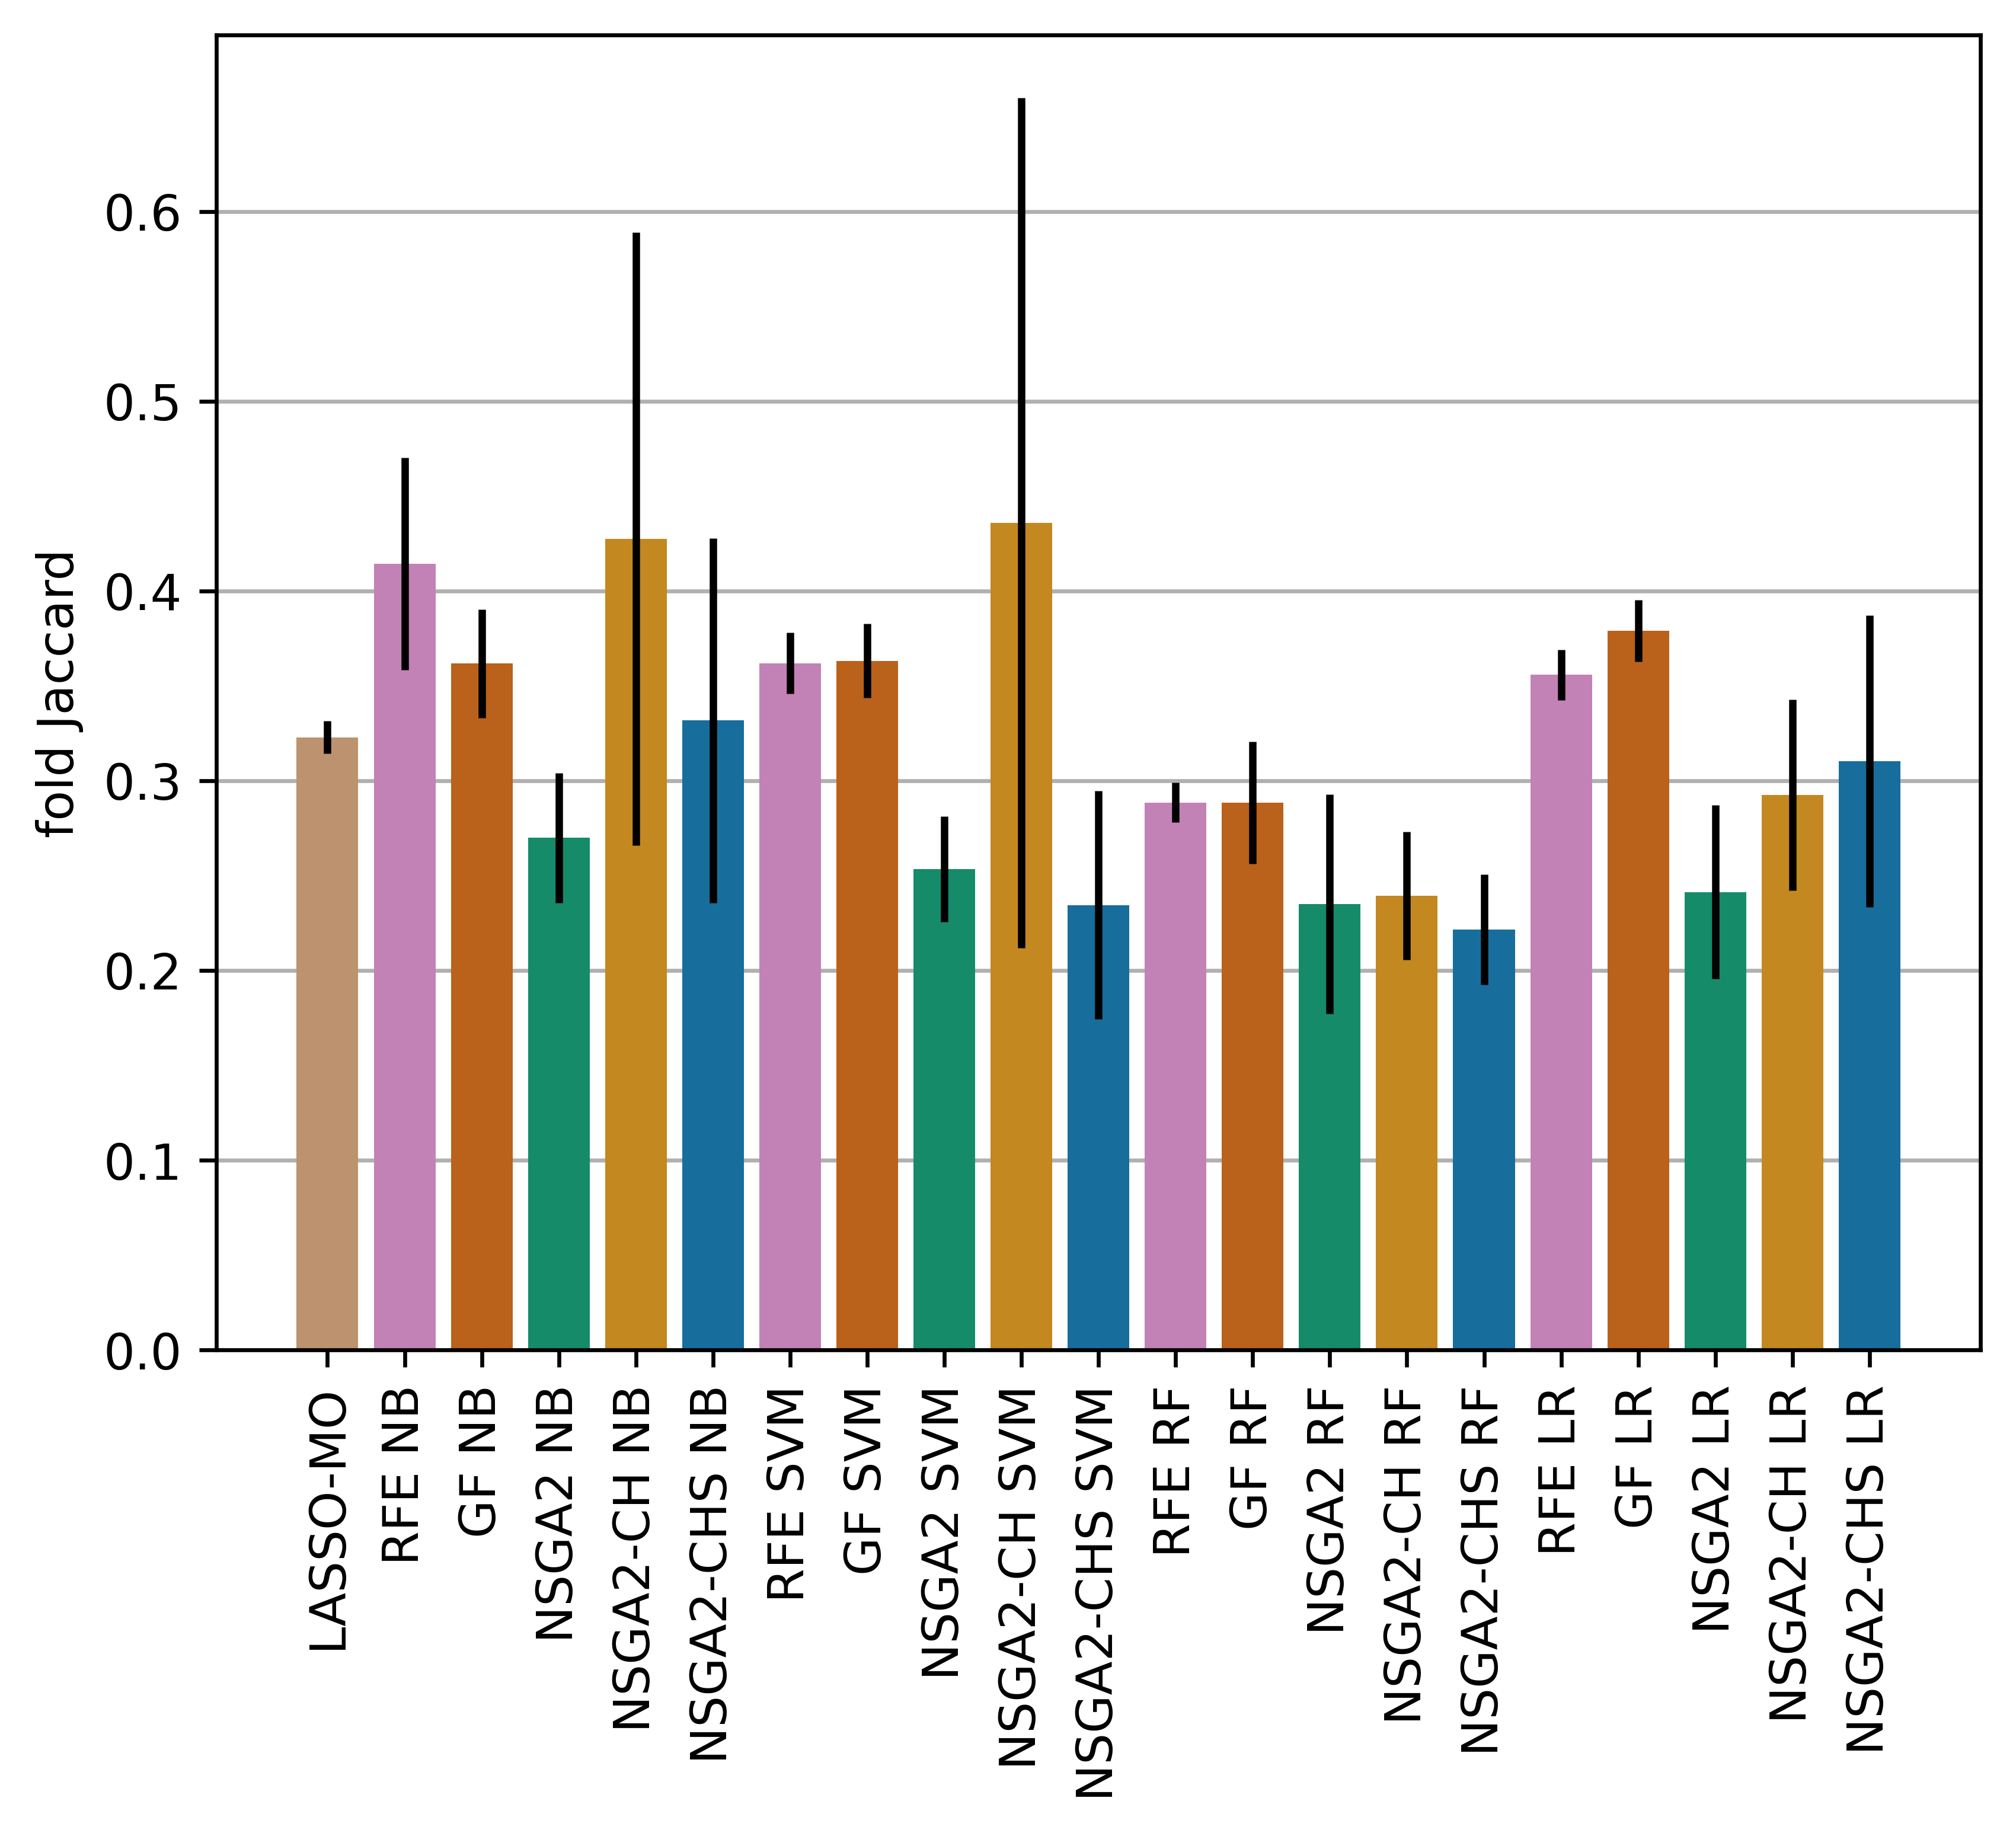 fold Jaccard
0.6
0.5
0.4
0.3
0.2
0.1
0.0
LASSO-MO
RFE NB
GF NB
NSGA2 NB
NSGA2-CH NB
NSGA2-CHS NB
RFE SVM
GF SVM
NSGA2 SVM
NSGA2-CH SVM
NSGA2-CHS SVM
RFE RF
GF RF
NSGA2 RF
NSGA2-CH RF
NSGA2-CHS RF
RFE LR
GF LR
NSGA2 LR
NSGA2-CH LR
NSGA2-CHS LR